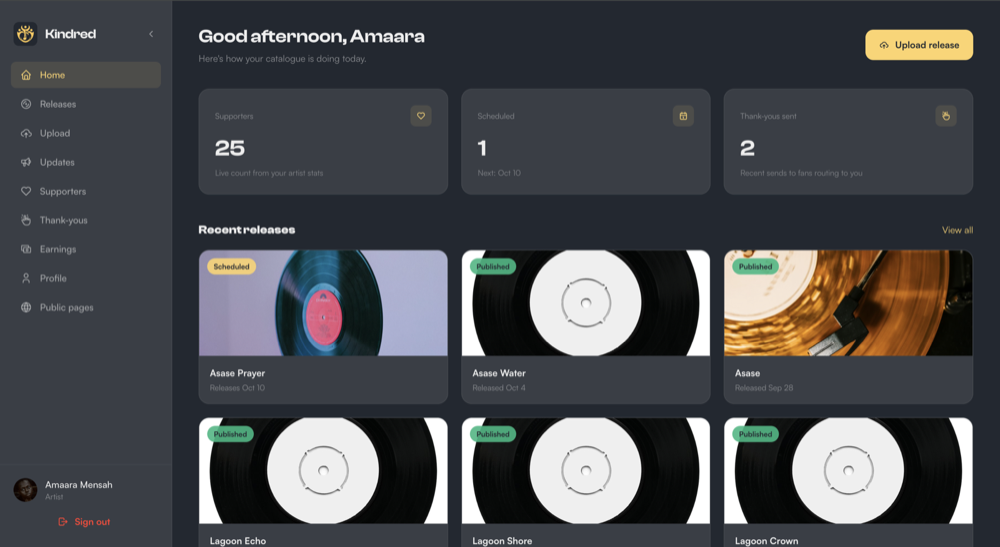 Kindred
Home
Releases
Upload
Updates
Supporters
Thank-yous
Earnings
Profile
Public pages
Amaara Mensah
Artist
Sign out
Good afternoon, Amaara
Here's how your catalogue is doing today.
Upload release
Supporters
25
Live count from your artist stats
Scheduled
1
Next: Oct 10
Thank-yous sent
2
Recent sends to fans routing to you
Recent releases
View all
Scheduled
Asase Prayer
Releases Oct 10
Published
Asase Water
Released Oct 4
Published
Asase
Released Sep 28
Published
Lagoon Echo
Published
Lagoon Shore
Published
Lagoon Crown